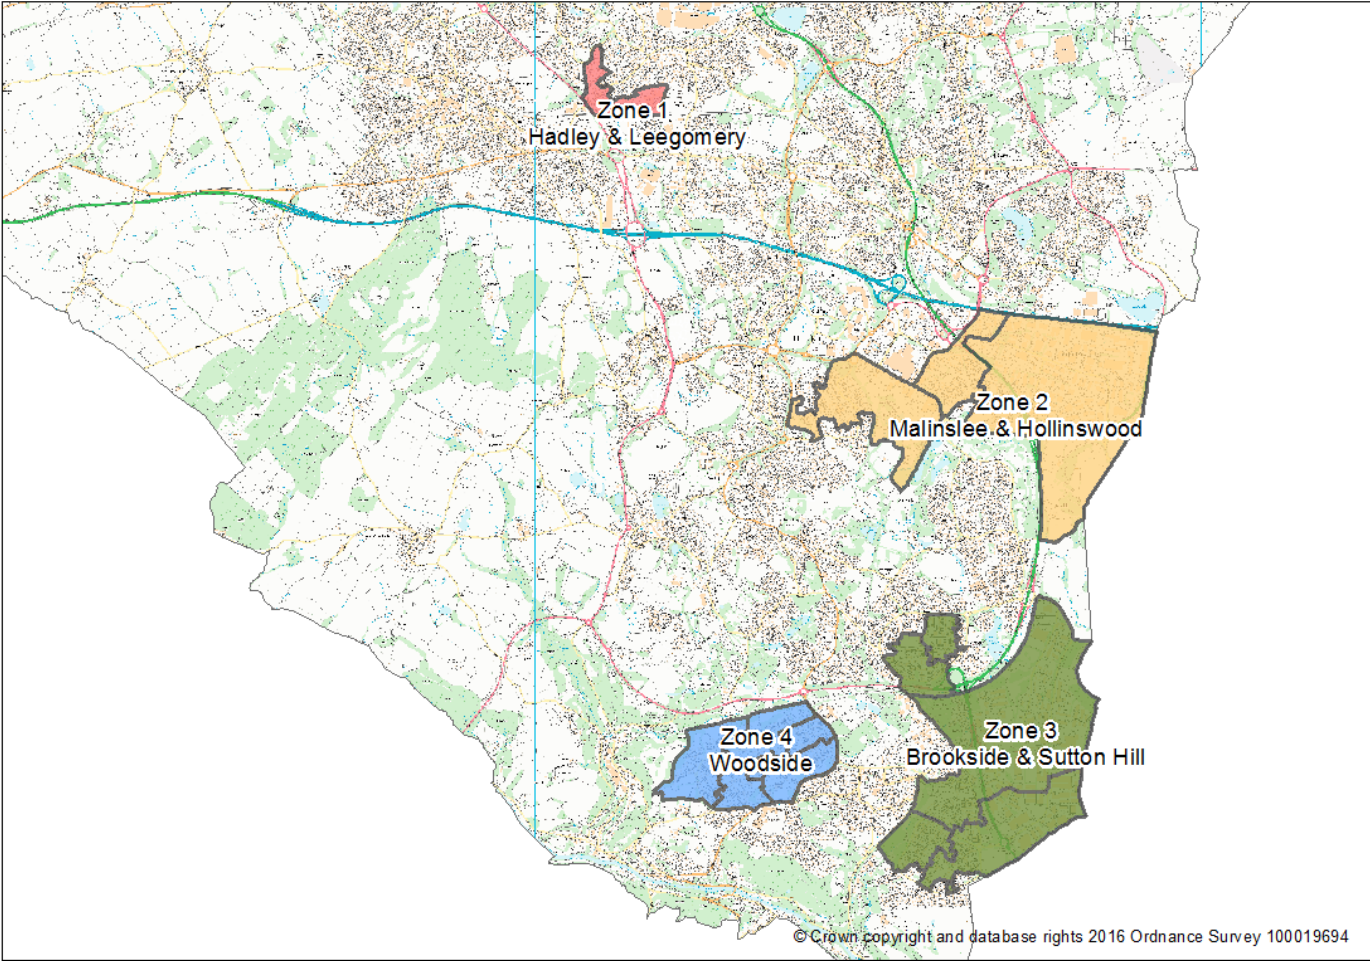 Zone 1
Hadley & Leegomery
Zone 2
Malinslee & Hollinswood
Zone 3
Brookside & Sutton Hill
Zone 4
Woodside
© Crown copyright and database rights 2016 Ordnance Survey 100019694